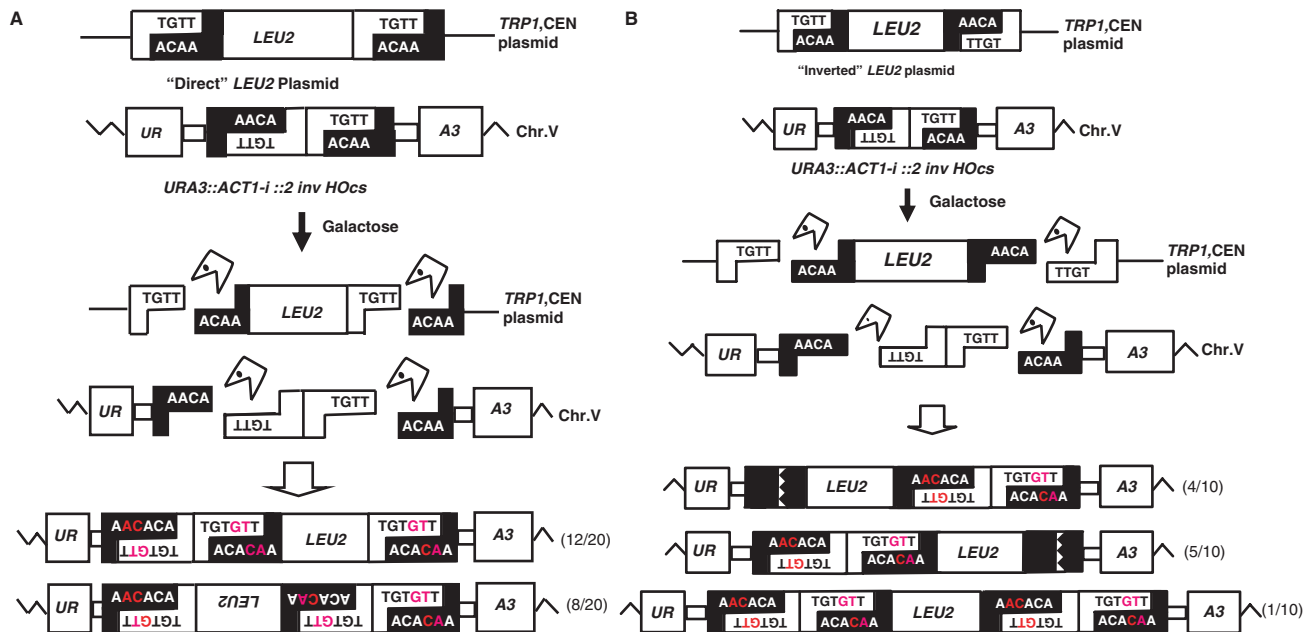 A
TGTT TGTT
ACAA LEU2 ACAA
TRP1,CEN
plasmid
“Direct” LEU2 Plasmid
UR AACA TGTT A3 Chr.V
TGTT ACAA
URA3::ACT1-i ::2 inv HOcs
Galactose
TGTT LEU2 TGTT
ACAA ACAA
TRP1,CEN
plasmid
UR AACA TGTT A3 Chr.V
TGTT ACAA
UR AACACA TGTGTT LEU2 TGTGTT A3 (12/20)
TGTGTT ACACAA ACACAA
UR AACACA LEU2 ACACAA TGTGTT A3 (8/20)
TGTGTT TGTGTT ACACAA
B
TGTT LEU2 AACA
ACAA TTGT
TRP1,CEN
plasmid
“Inverted” LEU2 plasmid
UR AACA TGTT A3 Chr.V
TGTT ACAA
URA3::ACT1-i ::2 inv HOcs
Galactose
TGTT LEU2 AACA
ACAA TTGT
TRP1,CEN
plasmid
UR AACA TGTT A3 Chr.V
TGTT ACAA
UR LEU2 AACACA TGTGTT A3 (4/10)
TGTGTT ACACAA
UR AACACA TGTGTT LEU2 A3 (5/10)
TGTGTT ACACAA
UR AACACA TGTGTT LEU2 AACACA TGTGTT A3 (1/10)
TGTGTT ACACAA TGTGTT ACACAA